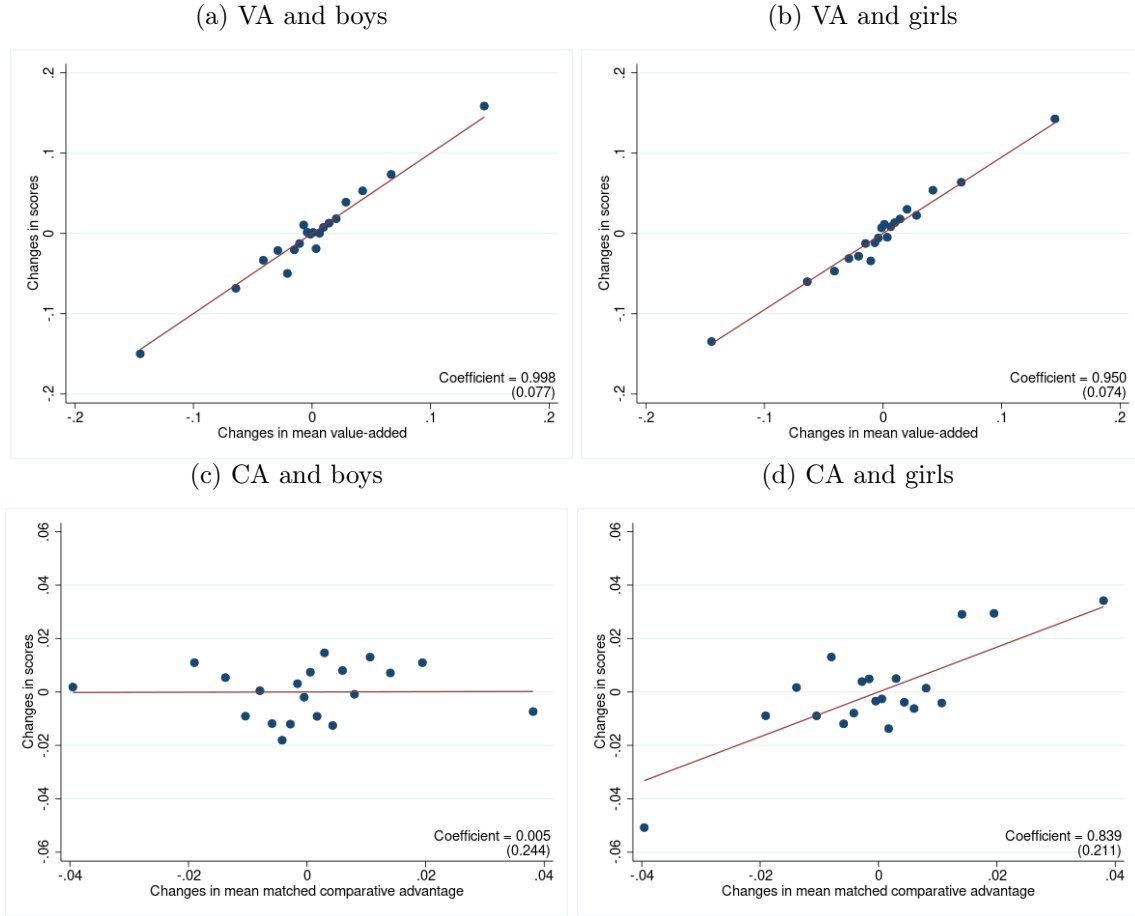 (a) VA and boys
Changes in scores
.2
.1
0
-.1
-.2
Coefficient = 0.998
(0.077)
-.2 -.1 0 .1 .2
Changes in mean value-added
(b) VA and girls
Changes in scores
.2
.1
0
-.1
-.2
Coefficient = 0.950
(0.074)
-.2 -.1 0 .1 .2
Changes in mean value-added
(c) CA and boys
Changes in scores
.06
.04
.02
0
-.02
-.04
-.06
Coefficient = 0.005
(0.244)
-.04 -.02 0 .02 .04
Changes in mean matched comparative advantage
(d) CA and girls
Changes in scores
.06
.04
.02
0
-.02
-.04
-.06
Coefficient = 0.839
(0.211)
-.04 -.02 0 .02 .04
Changes in mean matched comparative advantage